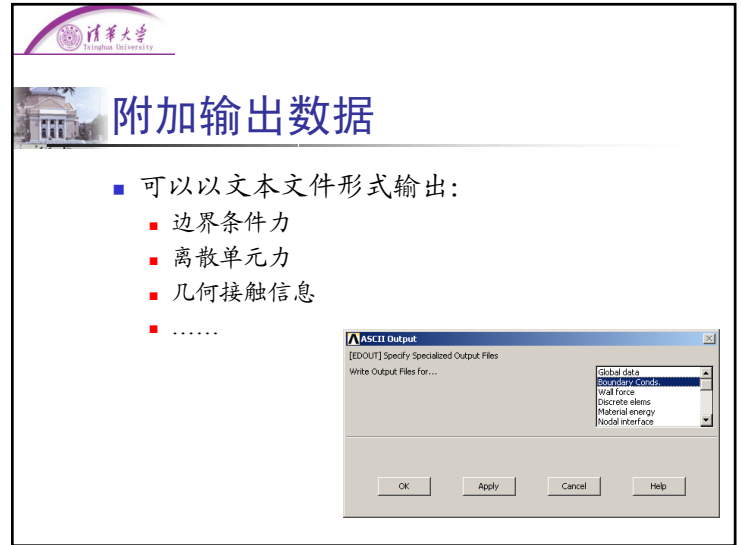 清华大学
Tsinghua University
附加输出数据
可以以文本文件形式输出:
边界条件力
离散单元力
几何接触信息
……
ASCII Output
[EDOUT] Specify Specialized Output Files
Write Output Files for...
Global data
Boundary Conds.
Wall force
Discrete elems
Material energy
Nodal interface
OK
Apply
Cancel
Help